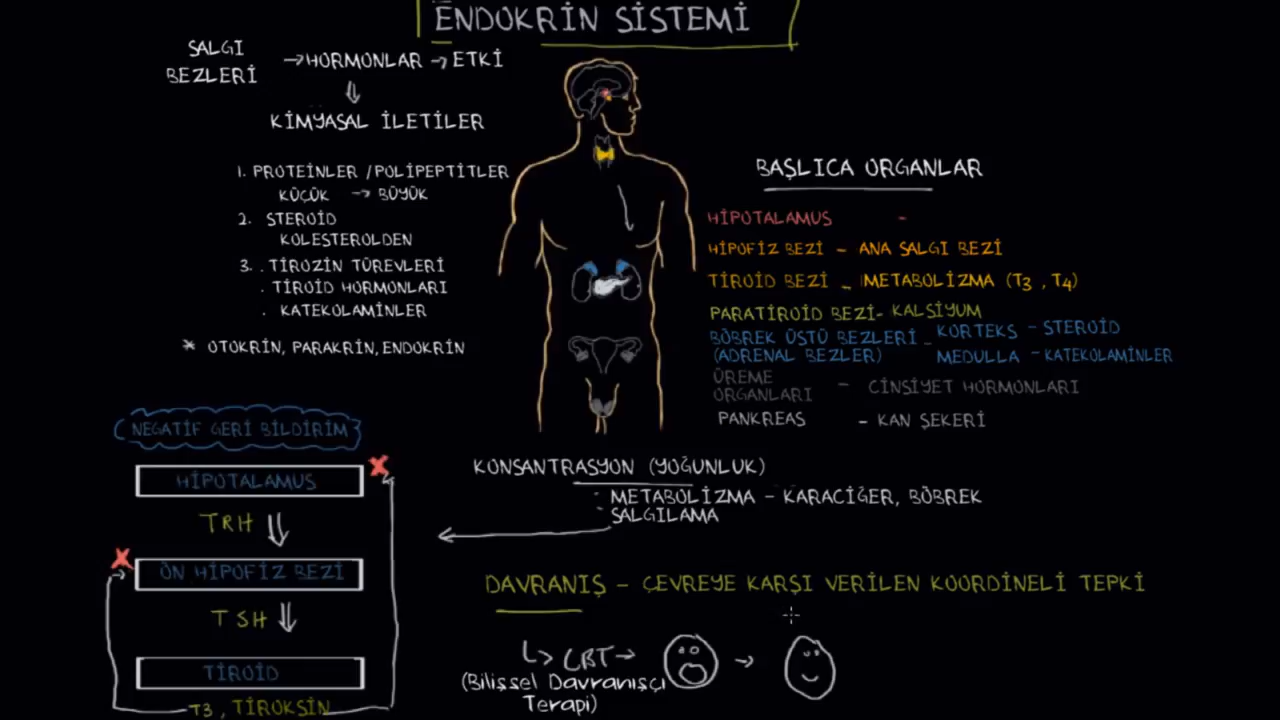 ENDOKRİN SİSTEMİ
SALGI
BEZLERİ
→ HORMONLAR → ETKİ
KİMYASAL İLETİLER
1. PROTEİNLER / POLİPEPTİTLER
KÜÇÜK → BÜYÜK
2. STEROİD
KOLESTEROLDEN
3. . TİROZİN TÜREVLERİ
. TİROİD HORMONLARI
. KATEKOLAMİNLER
* OTOKRİN, PARAKRİN, ENDOKRİN
BAŞLICA ORGANLAR
HİPOTALAMUS -
HİPOFİZ BEZİ - ANA SALGI BEZİ
TİROİD BEZİ - METABOLİZMA (T3, T4)
PARATİROİD BEZİ - KALSİYUM
BÖBREK ÜSTÜ BEZLERİ - KORTEKS - STEROİD
(ADRENAL BEZLER) MEDULLA - KATEKOLAMİNLER
ÜREME
ORGANLARI - CİNSİYET HORMONLARI
PANKREAS - KAN ŞEKERİ
NEGATİF GERİ BİLDİRİM
HİPOTALAMUS
TRH
ÖN HİPOFİZ BEZİ
TSH
TİROİD
T3, TİROKSİN
KONSANTRASYON (YOĞUNLUK)
- METABOLİZMA - KARACİĞER, BÖBREK
- SALGILAMA
DAVRANIŞ - ÇEVREYE KARŞI VERİLEN KOORDİNELİ TEPKİ
CBT →
(Bilişsel Davranışçı
Terapi)